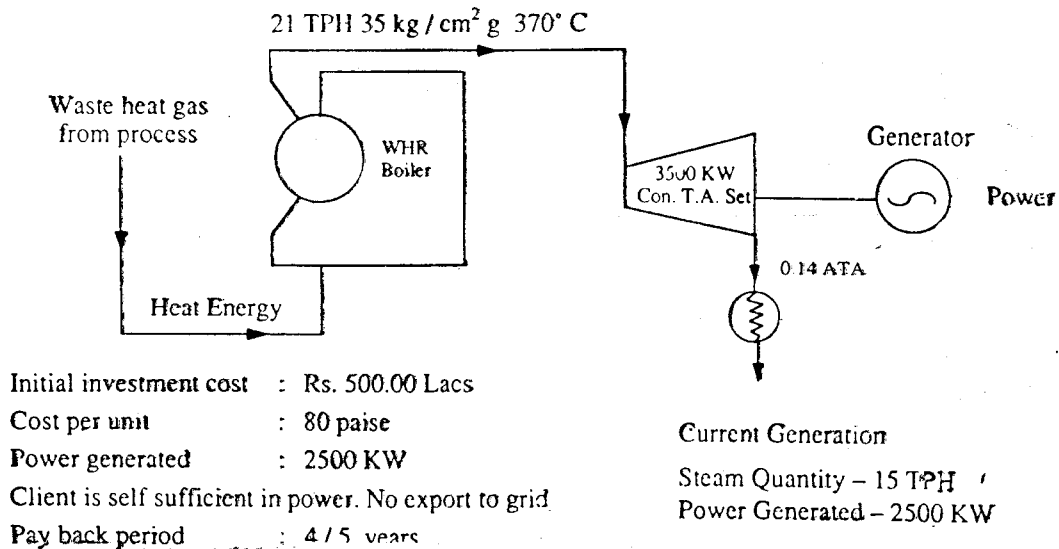 21 TPH 35 kg / cm² g 370° C
Waste heat gas
from process
WHR
Boiler
Generator
3500 KW
Con. T.A. Set
Power
0.14 ATA
Heat Energy
Initial investment cost : Rs. 500.00 Lacs
Cost per unit : 80 paise
Power generated : 2500 KW
Client is self sufficient in power. No export to grid
Pay back period : 4 / 5 years
Current Generation
Steam Quantity – 15 TPH
Power Generated – 2500 KW